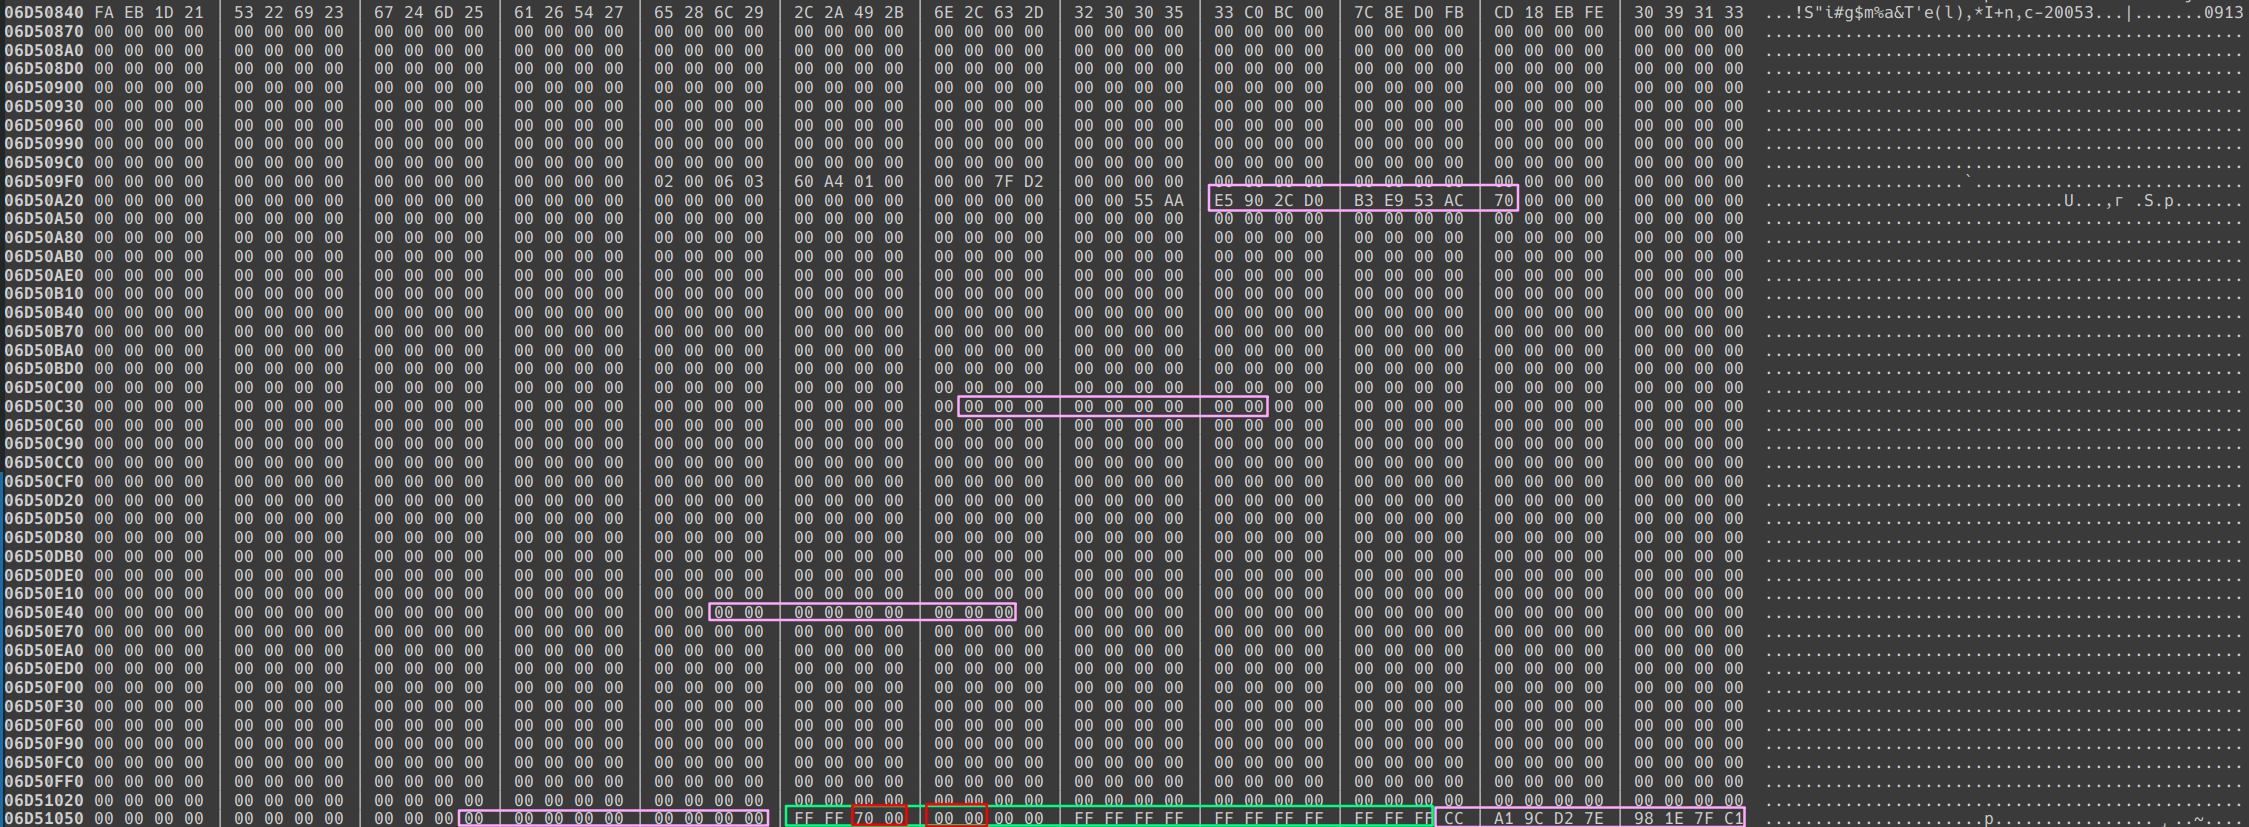 06D50840 FA EB 1D 21 53 22 69 23 67 24 6D 25 61 26 54 27 65 28 6C 29 2C 2A 49 2B 6E 2C 63 2D 32 30 30 35 33 C0 BC 00 7C 8E D0 FB CD 18 EB FE 30 39 31 33 ...!S"i#g$m%a&T'e(l),*I+n,c-20053...|.......0913
06D50870 00 00 00 00 00 00 00 00 00 00 00 00 00 00 00 00 00 00 00 00 00 00 00 00 00 00 00 00 00 00 00 00 00 00 00 00 00 00 00 00 00 00 00 00 00 00 00 00 ................................................
06D508A0 00 00 00 00 00 00 00 00 00 00 00 00 00 00 00 00 00 00 00 00 00 00 00 00 00 00 00 00 00 00 00 00 00 00 00 00 00 00 00 00 00 00 00 00 00 00 00 00 ................................................
06D508D0 00 00 00 00 00 00 00 00 00 00 00 00 00 00 00 00 00 00 00 00 00 00 00 00 00 00 00 00 00 00 00 00 00 00 00 00 00 00 00 00 00 00 00 00 00 00 00 00 ................................................
06D50900 00 00 00 00 00 00 00 00 00 00 00 00 00 00 00 00 00 00 00 00 00 00 00 00 00 00 00 00 00 00 00 00 00 00 00 00 00 00 00 00 00 00 00 00 00 00 00 00 ................................................
06D50930 00 00 00 00 00 00 00 00 00 00 00 00 00 00 00 00 00 00 00 00 00 00 00 00 00 00 00 00 00 00 00 00 00 00 00 00 00 00 00 00 00 00 00 00 00 00 00 00 ................................................
06D50960 00 00 00 00 00 00 00 00 00 00 00 00 00 00 00 00 00 00 00 00 00 00 00 00 00 00 00 00 00 00 00 00 00 00 00 00 00 00 00 00 00 00 00 00 00 00 00 00 ................................................
06D50990 00 00 00 00 00 00 00 00 00 00 00 00 00 00 00 00 00 00 00 00 00 00 00 00 00 00 00 00 00 00 00 00 00 00 00 00 00 00 00 00 00 00 00 00 00 00 00 00 ................................................
06D509C0 00 00 00 00 00 00 00 00 00 00 00 00 00 00 00 00 00 00 00 00 00 00 00 00 00 00 00 00 00 00 00 00 00 00 00 00 00 00 00 00 00 00 00 00 00 00 00 00 ................................................
06D509F0 00 00 00 00 00 00 00 00 00 00 00 00 00 00 00 00 02 00 06 03 60 A4 01 00 00 00 7F D2 00 00 00 00 00 00 00 00 00 00 00 00 00 00 00 00 00 00 00 00 ....................`...........................
06D50A20 00 00 00 00 00 00 00 00 00 00 00 00 00 00 00 00 00 00 00 00 00 00 00 00 00 00 00 00 00 00 55 AA E5 90 2C D0 B3 E9 53 AC 70 00 00 00 00 00 00 00 ..............................U...,r .S.p.......
06D50A50 00 00 00 00 00 00 00 00 00 00 00 00 00 00 00 00 00 00 00 00 00 00 00 00 00 00 00 00 00 00 00 00 00 00 00 00 00 00 00 00 00 00 00 00 00 00 00 00 ................................................
06D50A80 00 00 00 00 00 00 00 00 00 00 00 00 00 00 00 00 00 00 00 00 00 00 00 00 00 00 00 00 00 00 00 00 00 00 00 00 00 00 00 00 00 00 00 00 00 00 00 00 ................................................
06D50AB0 00 00 00 00 00 00 00 00 00 00 00 00 00 00 00 00 00 00 00 00 00 00 00 00 00 00 00 00 00 00 00 00 00 00 00 00 00 00 00 00 00 00 00 00 00 00 00 00 ................................................
06D50AE0 00 00 00 00 00 00 00 00 00 00 00 00 00 00 00 00 00 00 00 00 00 00 00 00 00 00 00 00 00 00 00 00 00 00 00 00 00 00 00 00 00 00 00 00 00 00 00 00 ................................................
06D50B10 00 00 00 00 00 00 00 00 00 00 00 00 00 00 00 00 00 00 00 00 00 00 00 00 00 00 00 00 00 00 00 00 00 00 00 00 00 00 00 00 00 00 00 00 00 00 00 00 ................................................
06D50B40 00 00 00 00 00 00 00 00 00 00 00 00 00 00 00 00 00 00 00 00 00 00 00 00 00 00 00 00 00 00 00 00 00 00 00 00 00 00 00 00 00 00 00 00 00 00 00 00 ................................................
06D50B70 00 00 00 00 00 00 00 00 00 00 00 00 00 00 00 00 00 00 00 00 00 00 00 00 00 00 00 00 00 00 00 00 00 00 00 00 00 00 00 00 00 00 00 00 00 00 00 00 ................................................
06D50BA0 00 00 00 00 00 00 00 00 00 00 00 00 00 00 00 00 00 00 00 00 00 00 00 00 00 00 00 00 00 00 00 00 00 00 00 00 00 00 00 00 00 00 00 00 00 00 00 00 ................................................
06D50BD0 00 00 00 00 00 00 00 00 00 00 00 00 00 00 00 00 00 00 00 00 00 00 00 00 00 00 00 00 00 00 00 00 00 00 00 00 00 00 00 00 00 00 00 00 00 00 00 00 ................................................
06D50C00 00 00 00 00 00 00 00 00 00 00 00 00 00 00 00 00 00 00 00 00 00 00 00 00 00 00 00 00 00 00 00 00 00 00 00 00 00 00 00 00 00 00 00 00 00 00 00 00 ................................................
06D50C30 00 00 00 00 00 00 00 00 00 00 00 00 00 00 00 00 00 00 00 00 00 00 00 00 00 00 00 00 00 00 00 00 00 00 00 00 00 00 00 00 00 00 00 00 00 00 00 00 ................................................
06D50C60 00 00 00 00 00 00 00 00 00 00 00 00 00 00 00 00 00 00 00 00 00 00 00 00 00 00 00 00 00 00 00 00 00 00 00 00 00 00 00 00 00 00 00 00 00 00 00 00 ................................................
06D50C90 00 00 00 00 00 00 00 00 00 00 00 00 00 00 00 00 00 00 00 00 00 00 00 00 00 00 00 00 00 00 00 00 00 00 00 00 00 00 00 00 00 00 00 00 00 00 00 00 ................................................
06D50CC0 00 00 00 00 00 00 00 00 00 00 00 00 00 00 00 00 00 00 00 00 00 00 00 00 00 00 00 00 00 00 00 00 00 00 00 00 00 00 00 00 00 00 00 00 00 00 00 00 ................................................
06D50CF0 00 00 00 00 00 00 00 00 00 00 00 00 00 00 00 00 00 00 00 00 00 00 00 00 00 00 00 00 00 00 00 00 00 00 00 00 00 00 00 00 00 00 00 00 00 00 00 00 ................................................
06D50D20 00 00 00 00 00 00 00 00 00 00 00 00 00 00 00 00 00 00 00 00 00 00 00 00 00 00 00 00 00 00 00 00 00 00 00 00 00 00 00 00 00 00 00 00 00 00 00 00 ................................................
06D50D50 00 00 00 00 00 00 00 00 00 00 00 00 00 00 00 00 00 00 00 00 00 00 00 00 00 00 00 00 00 00 00 00 00 00 00 00 00 00 00 00 00 00 00 00 00 00 00 00 ................................................
06D50D80 00 00 00 00 00 00 00 00 00 00 00 00 00 00 00 00 00 00 00 00 00 00 00 00 00 00 00 00 00 00 00 00 00 00 00 00 00 00 00 00 00 00 00 00 00 00 00 00 ................................................
06D50DB0 00 00 00 00 00 00 00 00 00 00 00 00 00 00 00 00 00 00 00 00 00 00 00 00 00 00 00 00 00 00 00 00 00 00 00 00 00 00 00 00 00 00 00 00 00 00 00 00 ................................................
06D50DE0 00 00 00 00 00 00 00 00 00 00 00 00 00 00 00 00 00 00 00 00 00 00 00 00 00 00 00 00 00 00 00 00 00 00 00 00 00 00 00 00 00 00 00 00 00 00 00 00 ................................................
06D50E10 00 00 00 00 00 00 00 00 00 00 00 00 00 00 00 00 00 00 00 00 00 00 00 00 00 00 00 00 00 00 00 00 00 00 00 00 00 00 00 00 00 00 00 00 00 00 00 00 ................................................
06D50E40 00 00 00 00 00 00 00 00 00 00 00 00 00 00 00 00 00 00 00 00 00 00 00 00 00 00 00 00 00 00 00 00 00 00 00 00 00 00 00 00 00 00 00 00 00 00 00 00 ................................................
06D50E70 00 00 00 00 00 00 00 00 00 00 00 00 00 00 00 00 00 00 00 00 00 00 00 00 00 00 00 00 00 00 00 00 00 00 00 00 00 00 00 00 00 00 00 00 00 00 00 00 ................................................
06D50EA0 00 00 00 00 00 00 00 00 00 00 00 00 00 00 00 00 00 00 00 00 00 00 00 00 00 00 00 00 00 00 00 00 00 00 00 00 00 00 00 00 00 00 00 00 00 00 00 00 ................................................
06D50ED0 00 00 00 00 00 00 00 00 00 00 00 00 00 00 00 00 00 00 00 00 00 00 00 00 00 00 00 00 00 00 00 00 00 00 00 00 00 00 00 00 00 00 00 00 00 00 00 00 ................................................
06D50F00 00 00 00 00 00 00 00 00 00 00 00 00 00 00 00 00 00 00 00 00 00 00 00 00 00 00 00 00 00 00 00 00 00 00 00 00 00 00 00 00 00 00 00 00 00 00 00 00 ................................................
06D50F30 00 00 00 00 00 00 00 00 00 00 00 00 00 00 00 00 00 00 00 00 00 00 00 00 00 00 00 00 00 00 00 00 00 00 00 00 00 00 00 00 00 00 00 00 00 00 00 00 ................................................
06D50F60 00 00 00 00 00 00 00 00 00 00 00 00 00 00 00 00 00 00 00 00 00 00 00 00 00 00 00 00 00 00 00 00 00 00 00 00 00 00 00 00 00 00 00 00 00 00 00 00 ................................................
06D50F90 00 00 00 00 00 00 00 00 00 00 00 00 00 00 00 00 00 00 00 00 00 00 00 00 00 00 00 00 00 00 00 00 00 00 00 00 00 00 00 00 00 00 00 00 00 00 00 00 ................................................
06D50FC0 00 00 00 00 00 00 00 00 00 00 00 00 00 00 00 00 00 00 00 00 00 00 00 00 00 00 00 00 00 00 00 00 00 00 00 00 00 00 00 00 00 00 00 00 00 00 00 00 ................................................
06D50FF0 00 00 00 00 00 00 00 00 00 00 00 00 00 00 00 00 00 00 00 00 00 00 00 00 00 00 00 00 00 00 00 00 00 00 00 00 00 00 00 00 00 00 00 00 00 00 00 00 ................................................
06D51020 00 00 00 00 00 00 00 00 00 00 00 00 00 00 00 00 00 00 00 00 00 00 00 00 00 00 00 00 00 00 00 00 00 00 00 00 00 00 00 00 00 00 00 00 00 00 00 00 ................................................
06D51050 00 00 00 00 00 00 00 00 00 00 00 00 00 00 00 00 00 00 00 00 FF FF 70 00 00 00 00 00 FF FF FF FF FF FF FF FF FF FF FF CC A1 9C D2 7E 98 1E 7F C1 ......................p.................,..~....